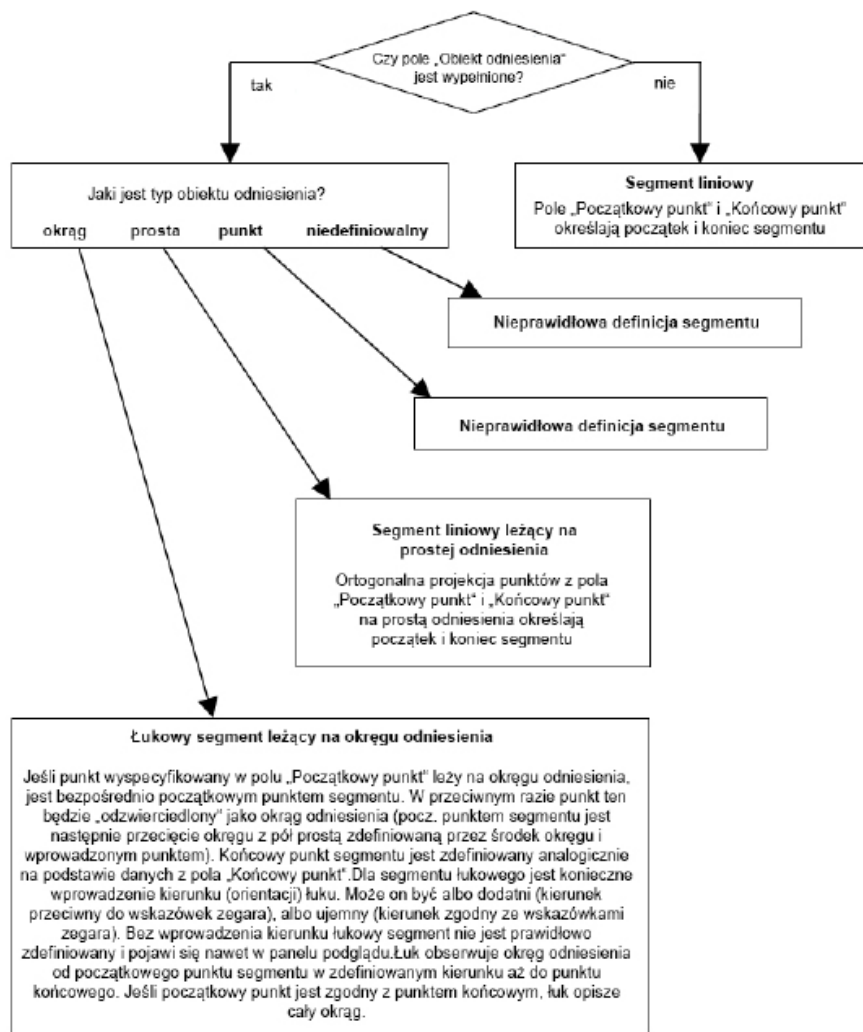 Czy pole „Obiekt odniesienia“
jest wypełnione?
tak
nie
Jaki jest typ obiektu odniesienia?
okrąg prosta punkt niedefiniowalny
Segment liniowy
Pole „Początkowy punkt“ i „Końcowy punkt“
określają początek i koniec segmentu
Nieprawidłowa definicja segmentu
Nieprawidłowa definicja segmentu
Segment liniowy leżący na
prostej odniesienia
Ortogonalna projekcja punktów z pola
„Początkowy punkt“ i „Końcowy punkt“
na prostą odniesienia określają
początek i koniec segmentu
Łukowy segment leżący na okręgu odniesienia
Jeśli punkt wyspecyfikowany w polu „Początkowy punkt“ leży na okręgu odniesienia,
jest bezpośrednio początkowym punktem segmentu. W przeciwnym razie punkt ten
będzie „odzwierciedlony“ jako okrąg odniesienia (pocz. punktem segmentu jest
następnie przecięcie okręgu z pół prostą zdefiniowaną przez środek okręgu i
wprowadzonym punktem). Końcowy punkt segmentu jest zdefiniowany analogicznie
na podstawie danych z pola „Końcowy punkt“.Dla segmentu łukowego jest konieczne
wprowadzenie kierunku (orientacji) łuku. Może on być albo dodatni (kierunek
przeciwny do wskazówek zegara), albo ujemny (kierunek zgodny ze wskazówkami
zegara). Bez wprowadzenia kierunku łukowy segment nie jest prawidłowo
zdefiniowany i pojawi się nawet w panelu podglądu.Łuk obserwuje okręg odniesienia
od początkowego punktu segmentu w zdefiniowanym kierunku aż do punktu
końcowego. Jeśli początkowy punkt jest zgodny z punktem końcowym, łuk opisze
cały okrąg.